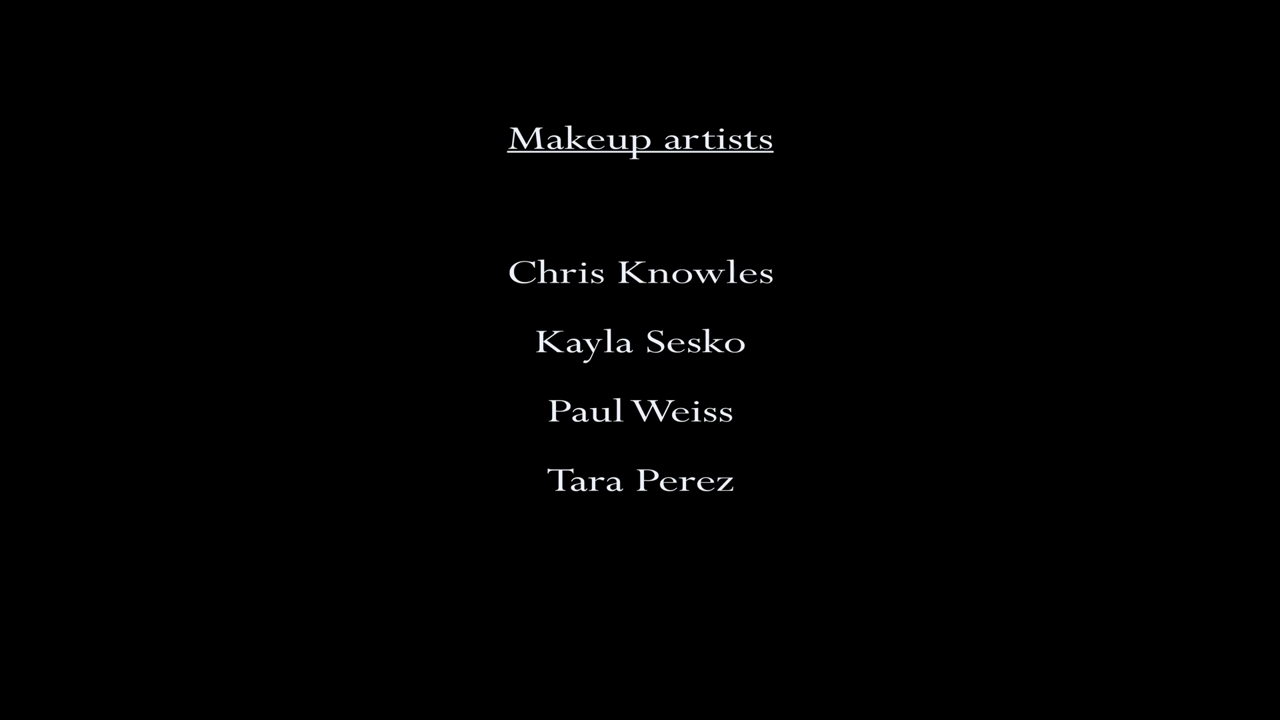 Makeup artists
Chris Knowles
Kayla Sesko
Paul Weiss
Tara Perez